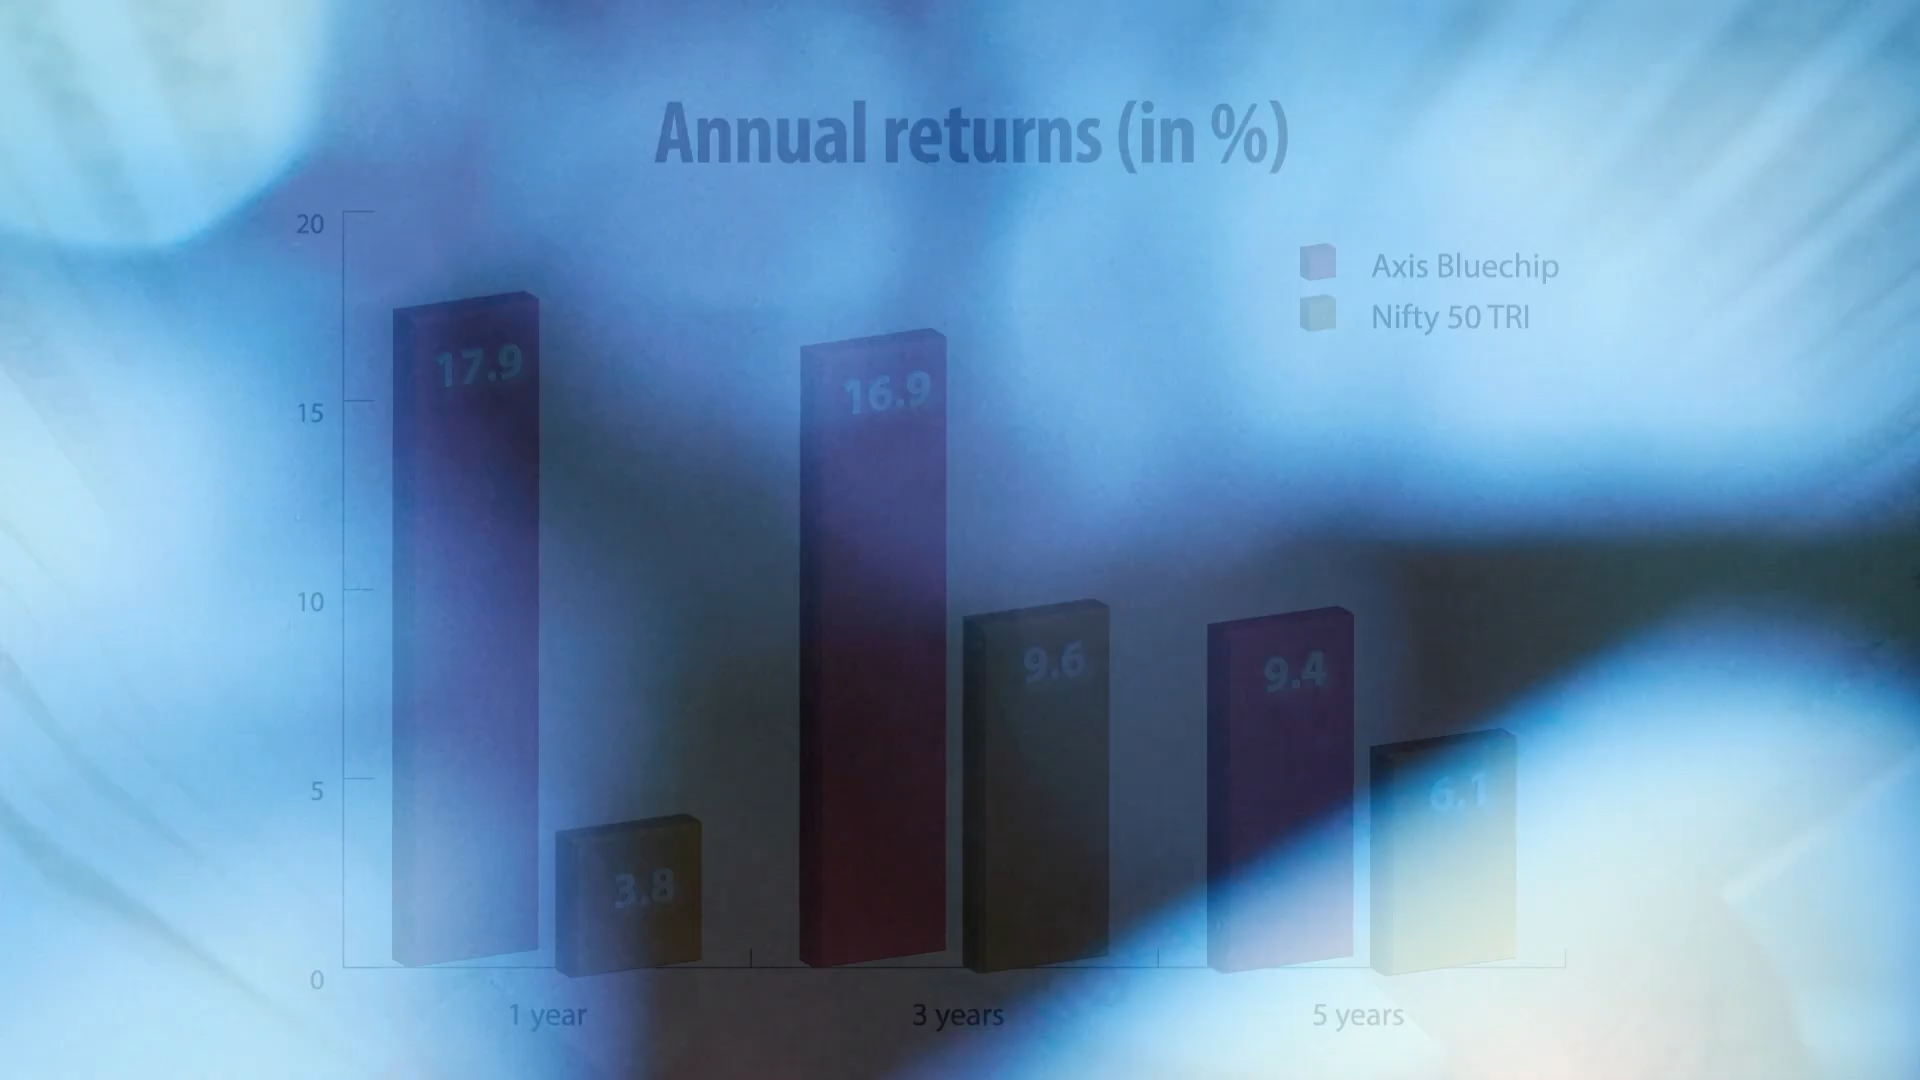 Annual returns (in %)
20
15
10
5
0
Axis Bluechip
Nifty 50 TRI
17.9
3.8
16.9
9.6
9.4
6.1
1 year
3 years
5 years